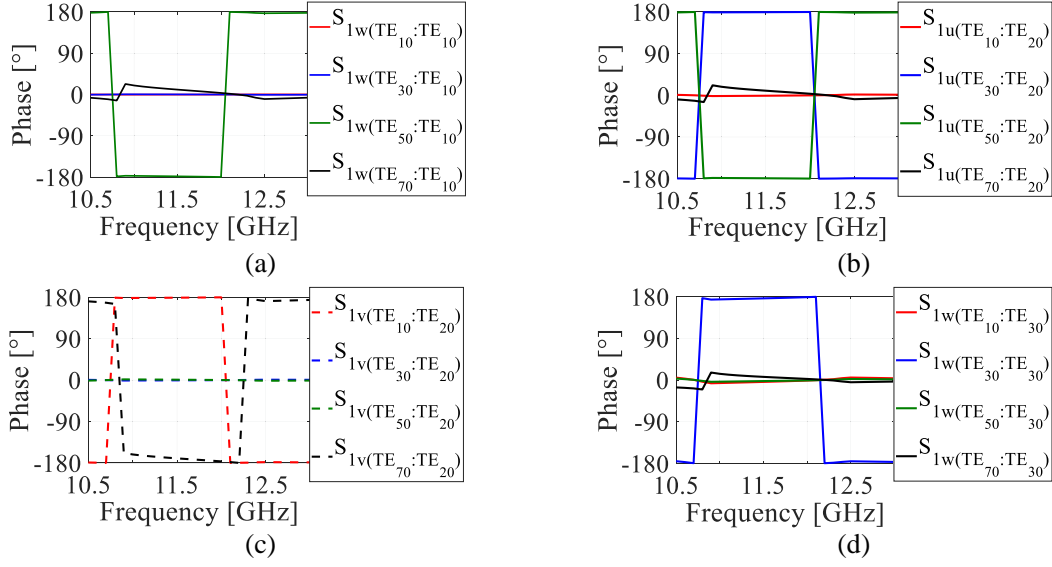 180
90
0
-90
-180
Phase [°]
10.5 11.5 12.5
Frequency [GHz]
S1w(TE10:TE10)
S1w(TE30:TE10)
S1w(TE50:TE10)
S1w(TE70:TE10)
(a)
180
90
0
-90
-180
Phase [°]
10.5 11.5 12.5
Frequency [GHz]
S1u(TE10:TE20)
S1u(TE30:TE20)
S1u(TE50:TE20)
S1u(TE70:TE20)
(b)
180
90
0
-90
-180
Phase [°]
10.5 11.5 12.5
Frequency [GHz]
S1v(TE10:TE20)
S1v(TE30:TE20)
S1v(TE50:TE20)
S1v(TE70:TE20)
(c)
180
90
0
-90
-180
Phase [°]
10.5 11.5 12.5
Frequency [GHz]
S1w(TE10:TE30)
S1w(TE30:TE30)
S1w(TE50:TE30)
S1w(TE70:TE30)
(d)